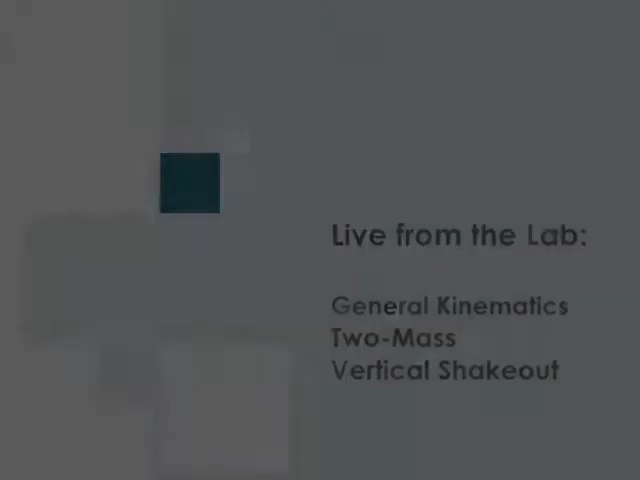 Live from the Lab:
General Kinematics
Two-Mass
Vertical Shakeout